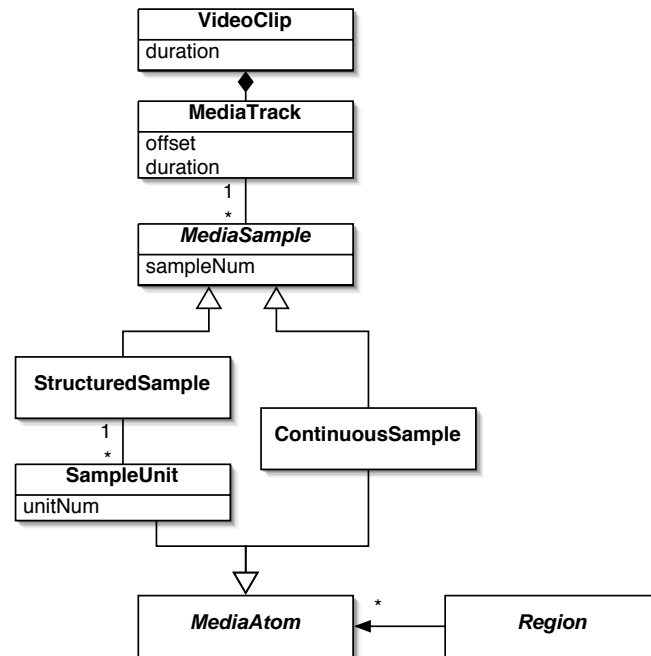 VideoClip
duration
MediaTrack
offset
duration
1
*
MediaSample
sampleNum
StructuredSample
1
*
ContinuousSample
SampleUnit
unitNum
MediaAtom
*
Region